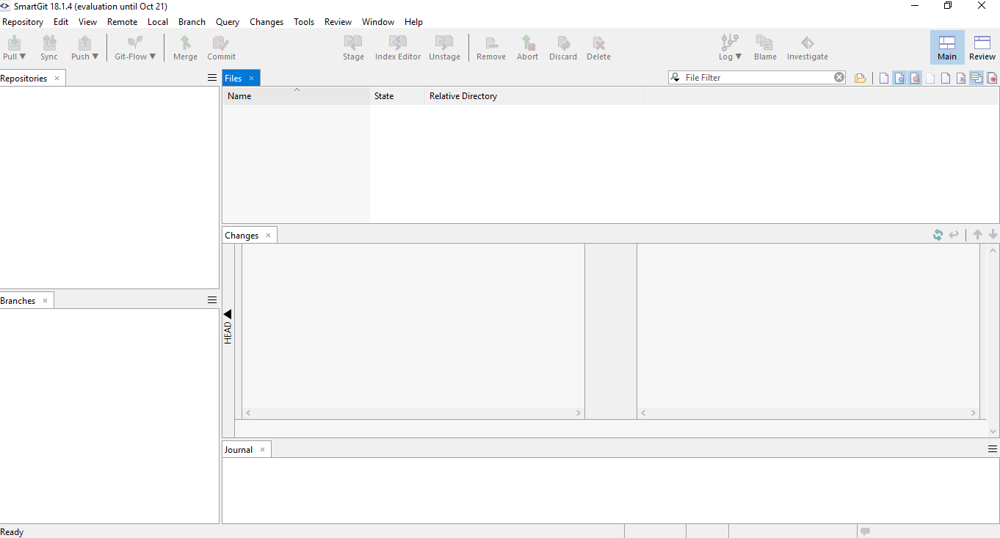 SmartGit 18.1.4 (evaluation until Oct 21)
Repository Edit View Remote Local Branch Query Changes Tools Review Window Help
Pull ▼ Sync Push ▼ Git-Flow ▼ Merge Commit Stage Index Editor Unstage Remove Abort Discard Delete Log ▼ Blame Investigate Main Review
Repositories
Files
File Filter
Name State Relative Directory
Changes
Branches
HEAD
Journal
Ready